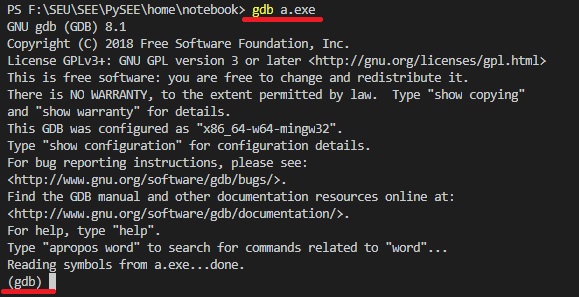 PS F:\SEU\SEE\PySEE\home\notebook> gdb a.exe
GNU gdb (GDB) 8.1
Copyright (C) 2018 Free Software Foundation, Inc.
License GPLv3+: GNU GPL version 3 or later <http://gnu.org/licenses/gpl.html>
This is free software: you are free to change and redistribute it.
There is NO WARRANTY, to the extent permitted by law.  Type "show copying"
and "show warranty" for details.
This GDB was configured as "x86_64-w64-mingw32".
Type "show configuration" for configuration details.
For bug reporting instructions, please see:
<http://www.gnu.org/software/gdb/bugs/>.
Find the GDB manual and other documentation resources online at:
<http://www.gnu.org/software/gdb/documentation/>.
For help, type "help".
Type "apropos word" to search for commands related to "word"...
Reading symbols from a.exe...done.
(gdb)